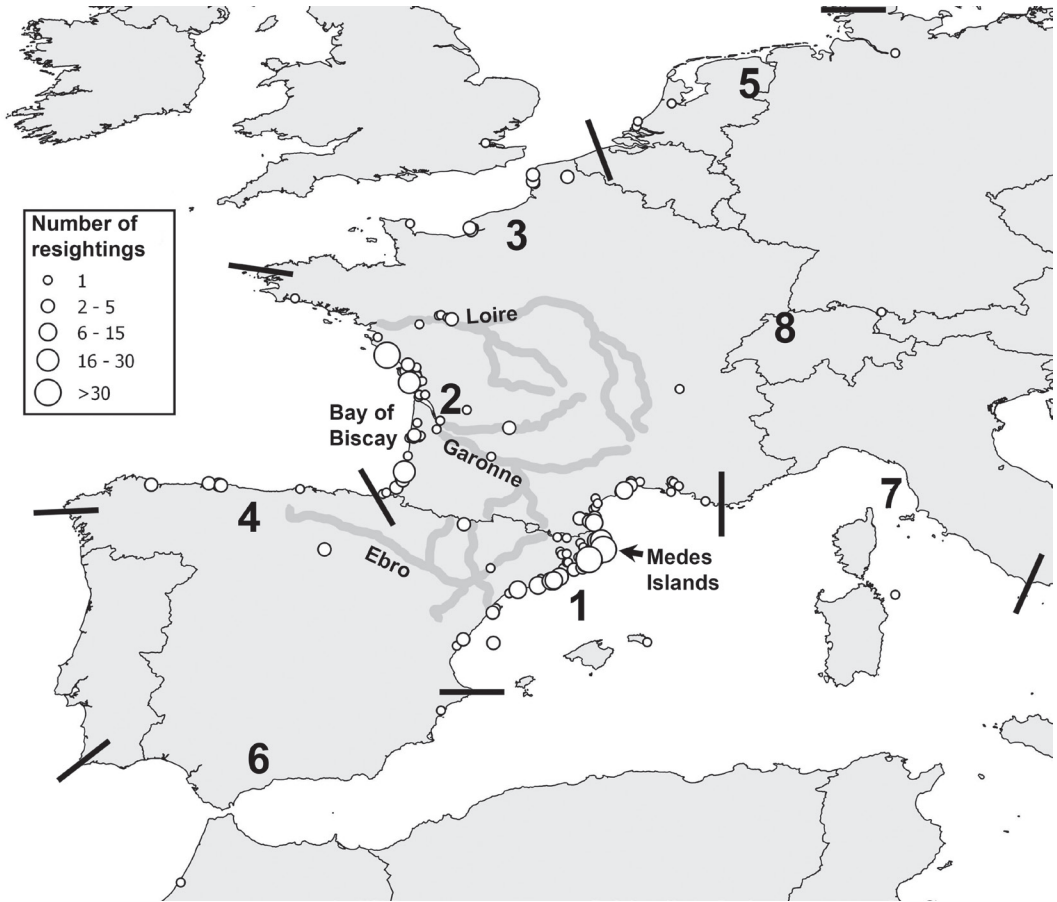 5
Number of
resightings
1
2 - 5
6 - 15
16 - 30
>30
3
Loire
8
2
Bay of
Biscay
Garonne
7
4
Ebro
Medes
Islands
1
6